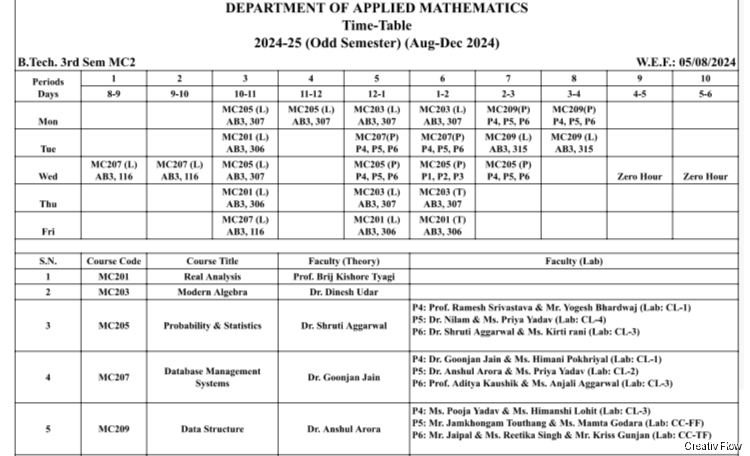 DEPARTMENT OF APPLIED MATHEMATICS
Time-Table
2024-25 (Odd Semester) (Aug-Dec 2024)
B.Tech. 3rd Sem MC2 W.E.F.: 05/08/2024
Periods 1 2 3 4 5 6 7 8 9 10
Days 8-9 9-10 10-11 11-12 12-1 1-2 2-3 3-4 4-5 5-6
MC205 (L) MC205 (L) MC203 (L) MC203 (L) MC209(P) MC209(P)
Mon AB3, 307 AB3, 307 AB3, 307 AB3, 307 P4, P5, P6 P4, P5, P6
MC201 (L) MC207(P) MC207(P) MC209 (L) MC209 (L)
Tue AB3, 306 P4, P5, P6 P4, P5, P6 AB3, 315 AB3, 315
MC207 (L) MC207 (L) MC205 (L) MC205 (P) MC205 (P) MC205 (P)
Wed AB3, 116 AB3, 116 AB3, 307 P4, P5, P6 P1, P2, P3 P4, P5, P6 Zero Hour Zero Hour
MC201 (L) MC203 (L) MC203 (T)
Thu AB3, 306 AB3, 307 AB3, 307
MC207 (L) MC201 (L) MC201 (T)
Fri AB3, 116 AB3, 306 AB3, 306
S.N. Course Code Course Title Faculty (Theory) Faculty (Lab)
1 MC201 Real Analysis Prof. Brij Kishore Tyagi
2 MC203 Modern Algebra Dr. Dinesh Udar
P4: Prof. Ramesh Srivastava & Mr. Yogesh Bhardwaj (Lab: CL-1)
3 MC205 Probability & Statistics Dr. Shruti Aggarwal P5: Dr. Nilam & Ms. Priya Yadav (Lab: CL-4)
P6: Dr. Shruti Aggarwal & Ms. Kirti rani (Lab: CL-3)
P4: Dr. Goonjan Jain & Ms. Himani Pokhriyal (Lab: CL-1)
4 MC207 Database Management Systems Dr. Goonjan Jain P5: Dr. Anshul Arora & Ms. Priya Yadav (Lab: CL-2)
P6: Prof. Aditya Kaushik & Ms. Anjali Aggarwal (Lab: CL-3)
P4: Ms. Pooja Yadav & Ms. Himanshi Lohit (Lab: CL-3)
5 MC209 Data Structure Dr. Anshul Arora P5: Mr. Jamkhongam Touthang & Ms. Mamta Godara (Lab: CC-FF)
P6: Mr. Jaipal & Ms. Reetika Singh & Mr. Kriss Gunjan (Lab: CC-TF)
Creativ Flow